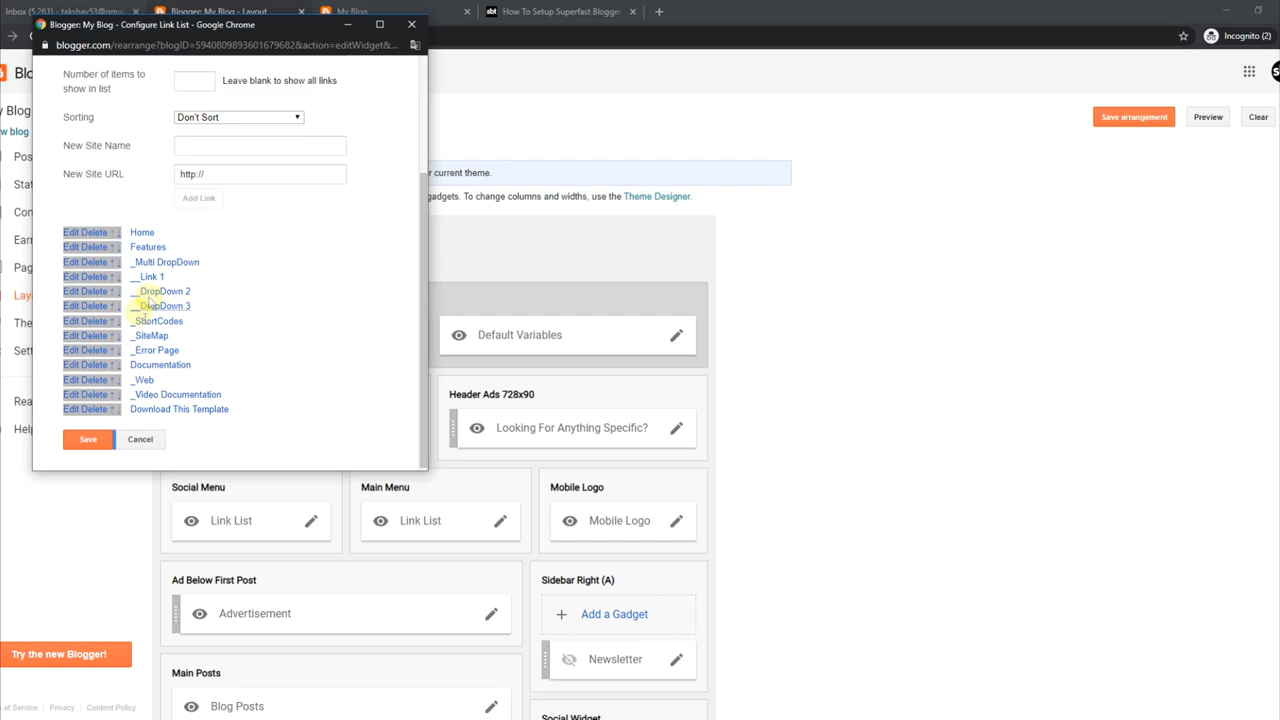 Inbox (5,261) - takshav53@gmail.c
Blogger: My Blog - Layout
My Blog
sbt How To Setup Superfast Blogger
Incognito (2)
Blogger: My Blog - Configure Link List - Google Chrome
blogger.com/rearrange?blogID=5940809893601679682&action=editWidget&...
Number of items to
show in list
Leave blank to show all links
Sorting
Don't Sort
New Site Name
New Site URL
http://
Add Link
Edit Delete ↑ ↓ Home
Edit Delete ↑ ↓ Features
Edit Delete ↑ ↓ _Multi DropDown
Edit Delete ↑ ↓ __Link 1
Edit Delete ↑ ↓ __DropDown 2
Edit Delete ↑ ↓ __DropDown 3
Edit Delete ↑ ↓ _ShortCodes
Edit Delete ↑ ↓ _SiteMap
Edit Delete ↑ ↓ _Error Page
Edit Delete ↑ ↓ Documentation
Edit Delete ↑ ↓ _Web
Edit Delete ↑ ↓ _Video Documentation
Edit Delete ↑ ↓ Download This Template
Save
Cancel
Blo
y Blog
w blog
Pos
Stat
Con
Earr
Pag
Layo
The
Sett
Rea
Help
Save arrangement
Preview
Clear
r current theme.
gadgets. To change columns and widths, use the Theme Designer.
Default Variables
Header Ads 728x90
Looking For Anything Specific?
Social Menu
Link List
Main Menu
Link List
Mobile Logo
Mobile Logo
Ad Below First Post
Advertisement
Sidebar Right (A)
Add a Gadget
Newsletter
Main Posts
Blog Posts
Social Widget
Try the new Blogger!
s of Service
Privacy
Content Policy